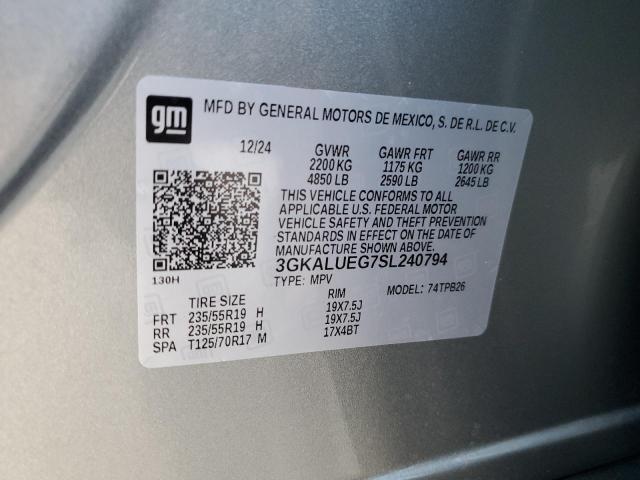 gm
MFD BY GENERAL MOTORS DE MEXICO, S. DE R.L. DE C.V.
12/24 GVWR GAWR FRT GAWR RR
2200 KG 1175 KG 1200 KG
4850 LB 2590 LB 2645 LB
THIS VEHICLE CONFORMS TO ALL
APPLICABLE U.S. FEDERAL MOTOR
VEHICLE SAFETY AND THEFT PREVENTION
STANDARDS IN EFFECT ON THE DATE OF
MANUFACTURE SHOWN ABOVE.
3GKALUEG7SL240794
130H
TYPE: MPV MODEL: 74TPB26
TIRE SIZE RIM
FRT 235/55R19 H 19X7.5J
RR 235/55R19 H 19X7.5J
SPA T125/70R17 M 17X4BT